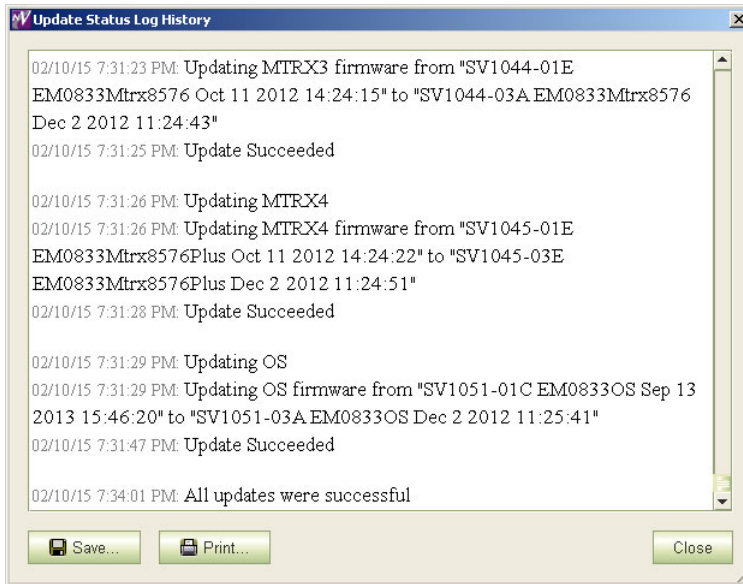 Update Status Log History
02/10/15 7:31:23 PM: Updating MTRX3 firmware from "SV1044-01E
EM0833Mtrx8576 Oct 11 2012 14:24:15" to "SV1044-03A EM0833Mtrx8576
Dec 2 2012 11:24:43"
02/10/15 7:31:25 PM: Update Succeeded
02/10/15 7:31:26 PM: Updating MTRX4
02/10/15 7:31:26 PM: Updating MTRX4 firmware from "SV1045-01E
EM0833Mtrx8576Plus Oct 11 2012 14:24:22" to "SV1045-03E
EM0833Mtrx8576Plus Dec 2 2012 11:24:51"
02/10/15 7:31:28 PM: Update Succeeded
02/10/15 7:31:29 PM: Updating OS
02/10/15 7:31:29 PM: Updating OS firmware from "SV1051-01C EM0833OS Sep 13
2013 15:46:20" to "SV1051-03A EM0833OS Dec 2 2012 11:25:41"
02/10/15 7:31:47 PM: Update Succeeded
02/10/15 7:34:01 PM: All updates were successful
Save... Print... Close